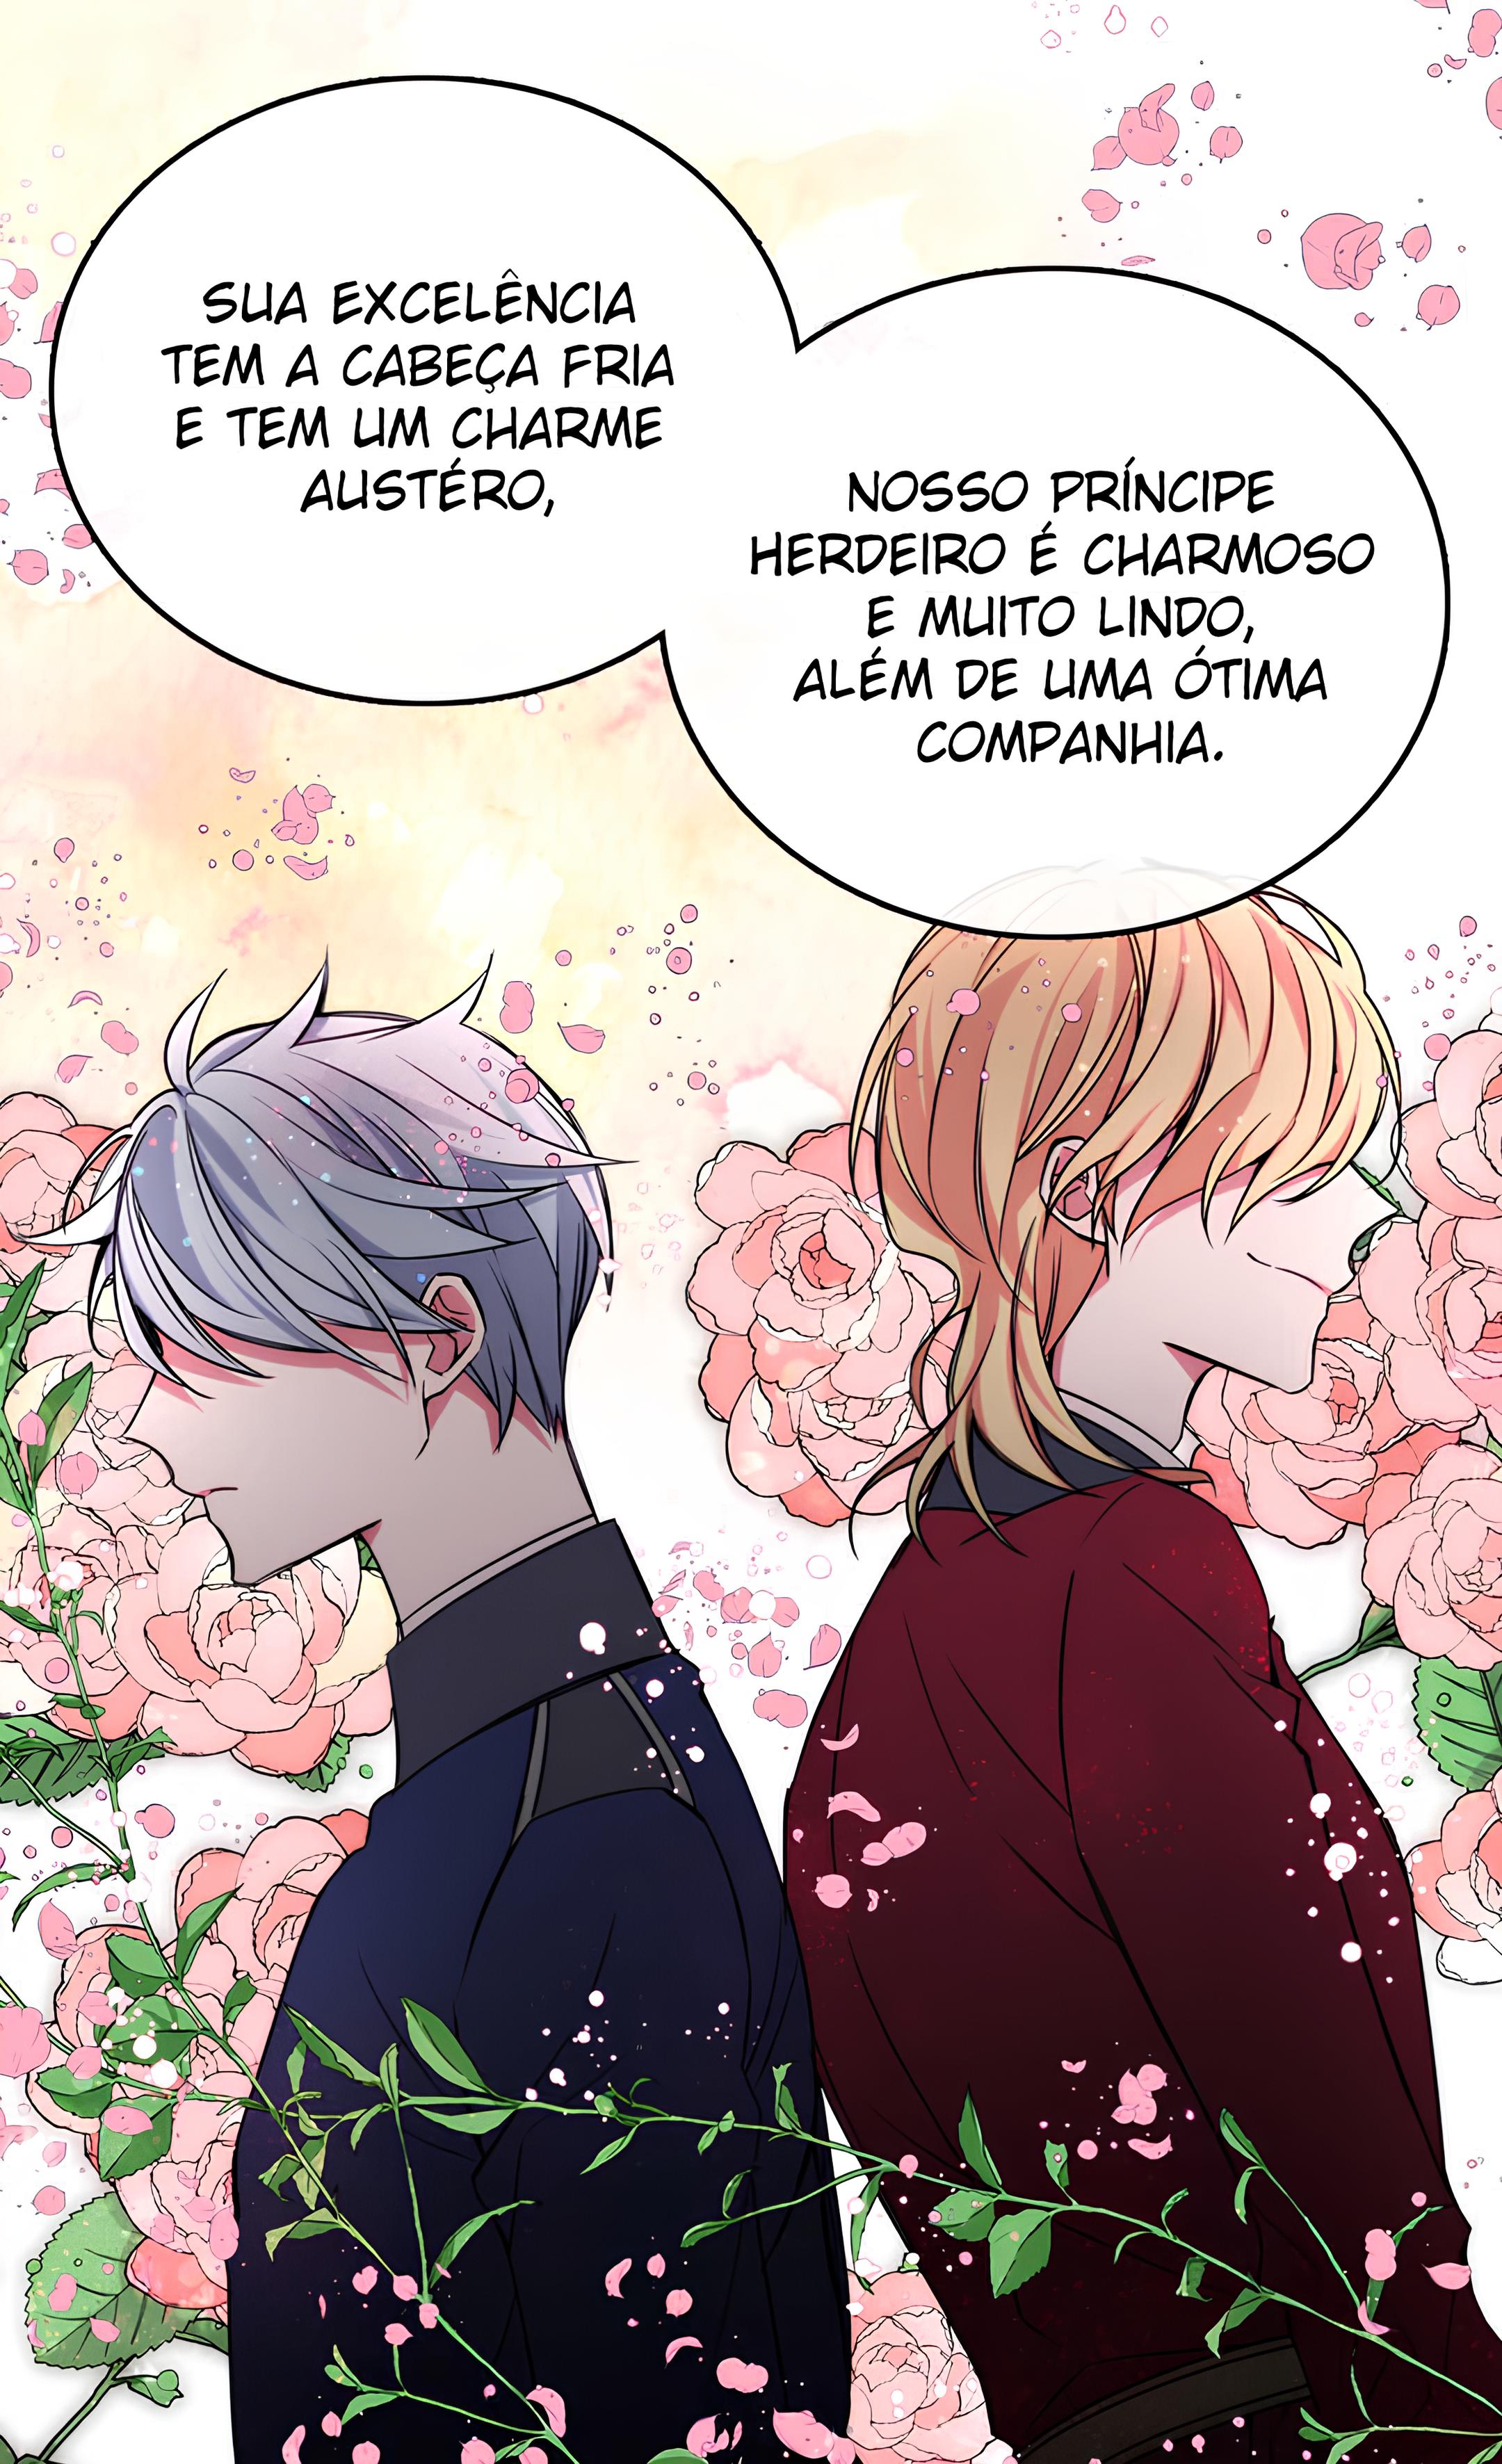 SUA EXCELÊNCIA
TEM A CABEÇA FRIA
E TEM UM CHARME
AUSTÉRO,
NOSSO PRÍNCIPE
HERDEIRO É CHARMOSO
E MUITO LINDO,
ALÉM DE UMA ÓTIMA
COMPANHIA.